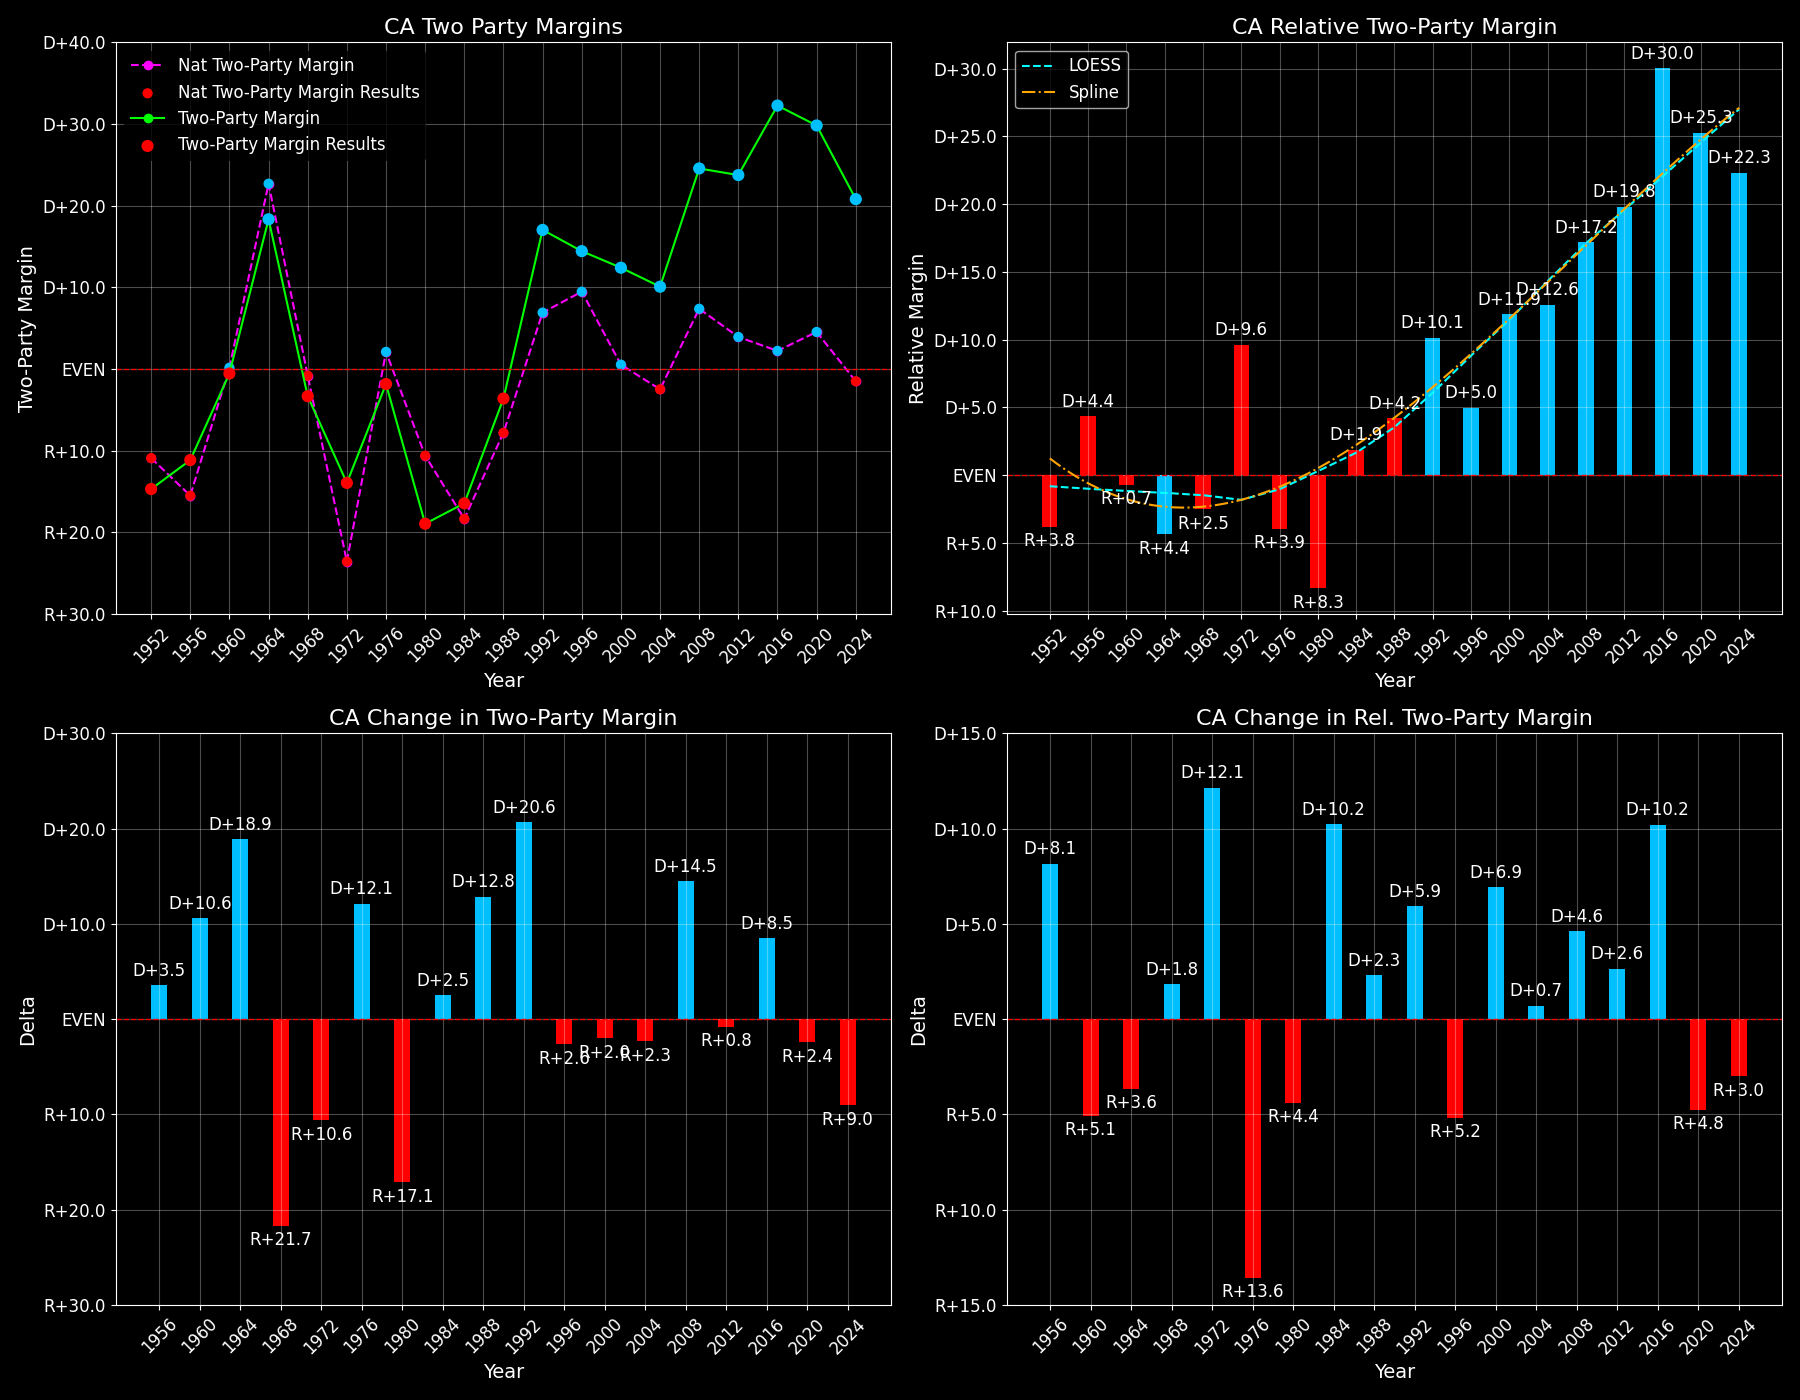 CA Two Party Margins
D+40.0
D+30.0
D+20.0
D+10.0
EVEN
R+10.0
R+20.0
R+30.0
Two-Party Margin
Nat Two-Party Margin
Nat Two-Party Margin Results
Two-Party Margin
Two-Party Margin Results
1952 1956 1960 1964 1968 1972 1976 1980 1984 1988 1992 1996 2000 2004 2008 2012 2016 2020 2024
Year
CA Relative Two-Party Margin
D+30.0
D+25.0
D+20.0
D+15.0
D+10.0
D+5.0
EVEN
R+5.0
R+10.0
Relative Margin
LOESS
Spline
R+3.8
D+4.4
R+0.7
R+4.4
R+2.5
D+9.6
R+3.9
R+8.3
D+1.9
D+4.2
D+10.1
D+5.0
D+11.9
D+12.6
D+17.2
D+19.8
D+30.0
D+25.3
D+22.3
1952 1956 1960 1964 1968 1972 1976 1980 1984 1988 1992 1996 2000 2004 2008 2012 2016 2020 2024
Year
CA Change in Two-Party Margin
D+30.0
D+20.0
D+10.0
EVEN
R+10.0
R+20.0
R+30.0
Delta
D+3.5
D+10.6
D+18.9
R+21.7
R+10.6
D+12.1
R+17.1
D+2.5
D+12.8
D+20.6
R+2.6
R+2.0
R+2.3
D+14.5
R+0.8
D+8.5
R+2.4
R+9.0
1956 1960 1964 1968 1972 1976 1980 1984 1988 1992 1996 2000 2004 2008 2012 2016 2020 2024
Year
CA Change in Rel. Two-Party Margin
D+15.0
D+10.0
D+5.0
EVEN
R+5.0
R+10.0
R+15.0
Delta
D+8.1
R+5.1
R+3.6
D+1.8
D+12.1
R+13.6
R+4.4
D+10.2
D+2.3
D+5.9
R+5.2
D+6.9
D+0.7
D+4.6
D+2.6
D+10.2
R+4.8
R+3.0
1956 1960 1964 1968 1972 1976 1980 1984 1988 1992 1996 2000 2004 2008 2012 2016 2020 2024
Year